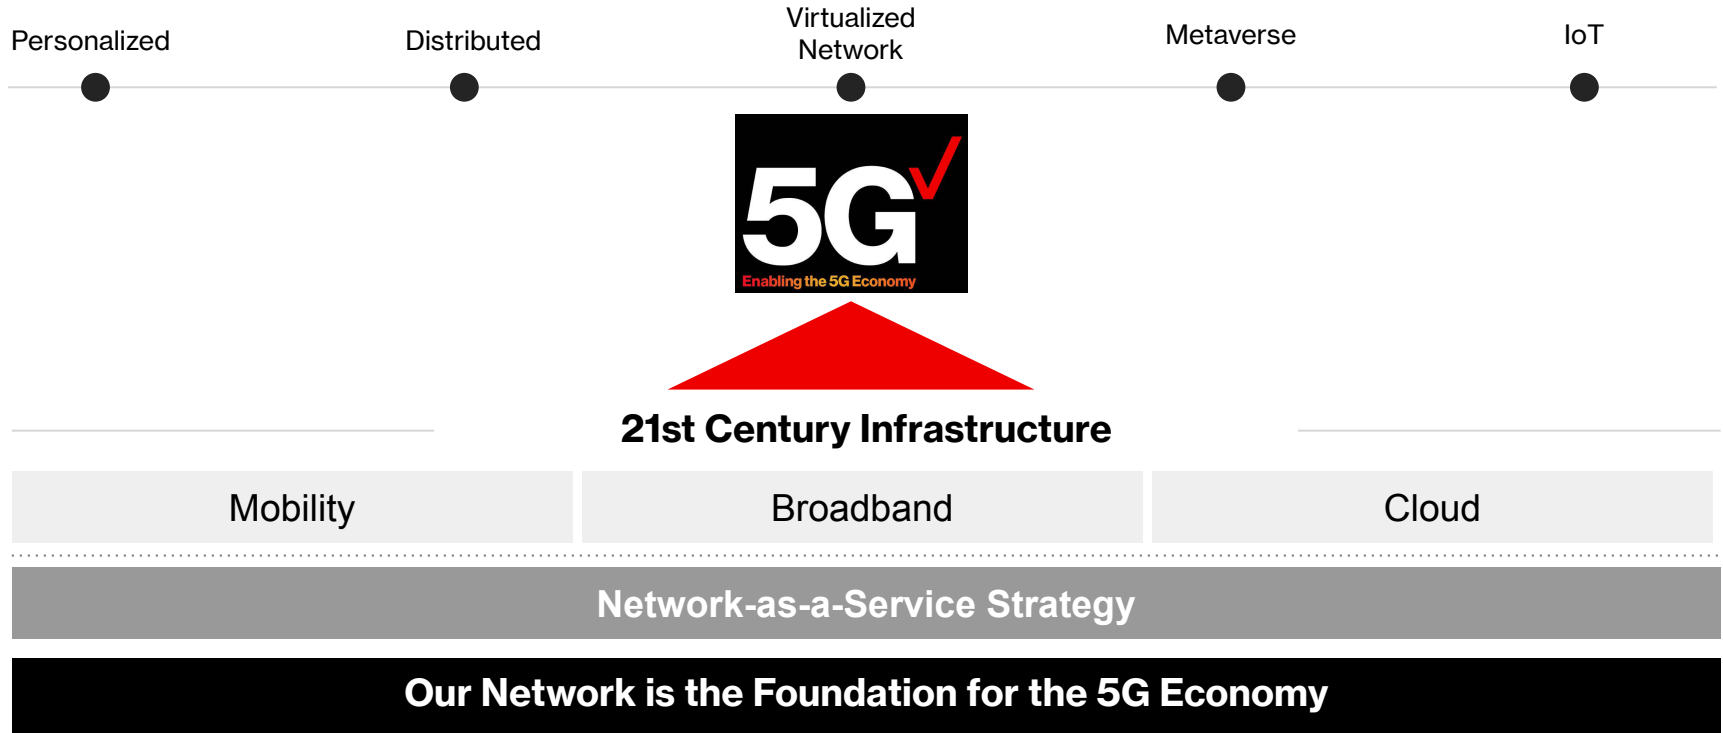 Personalized
Distributed
Virtualized
Network
Metaverse
IoT
5G
Enabling the 5G Economy
21st Century Infrastructure
Mobility
Broadband
Cloud
Network-as-a-Service Strategy
Our Network is the Foundation for the 5G Economy